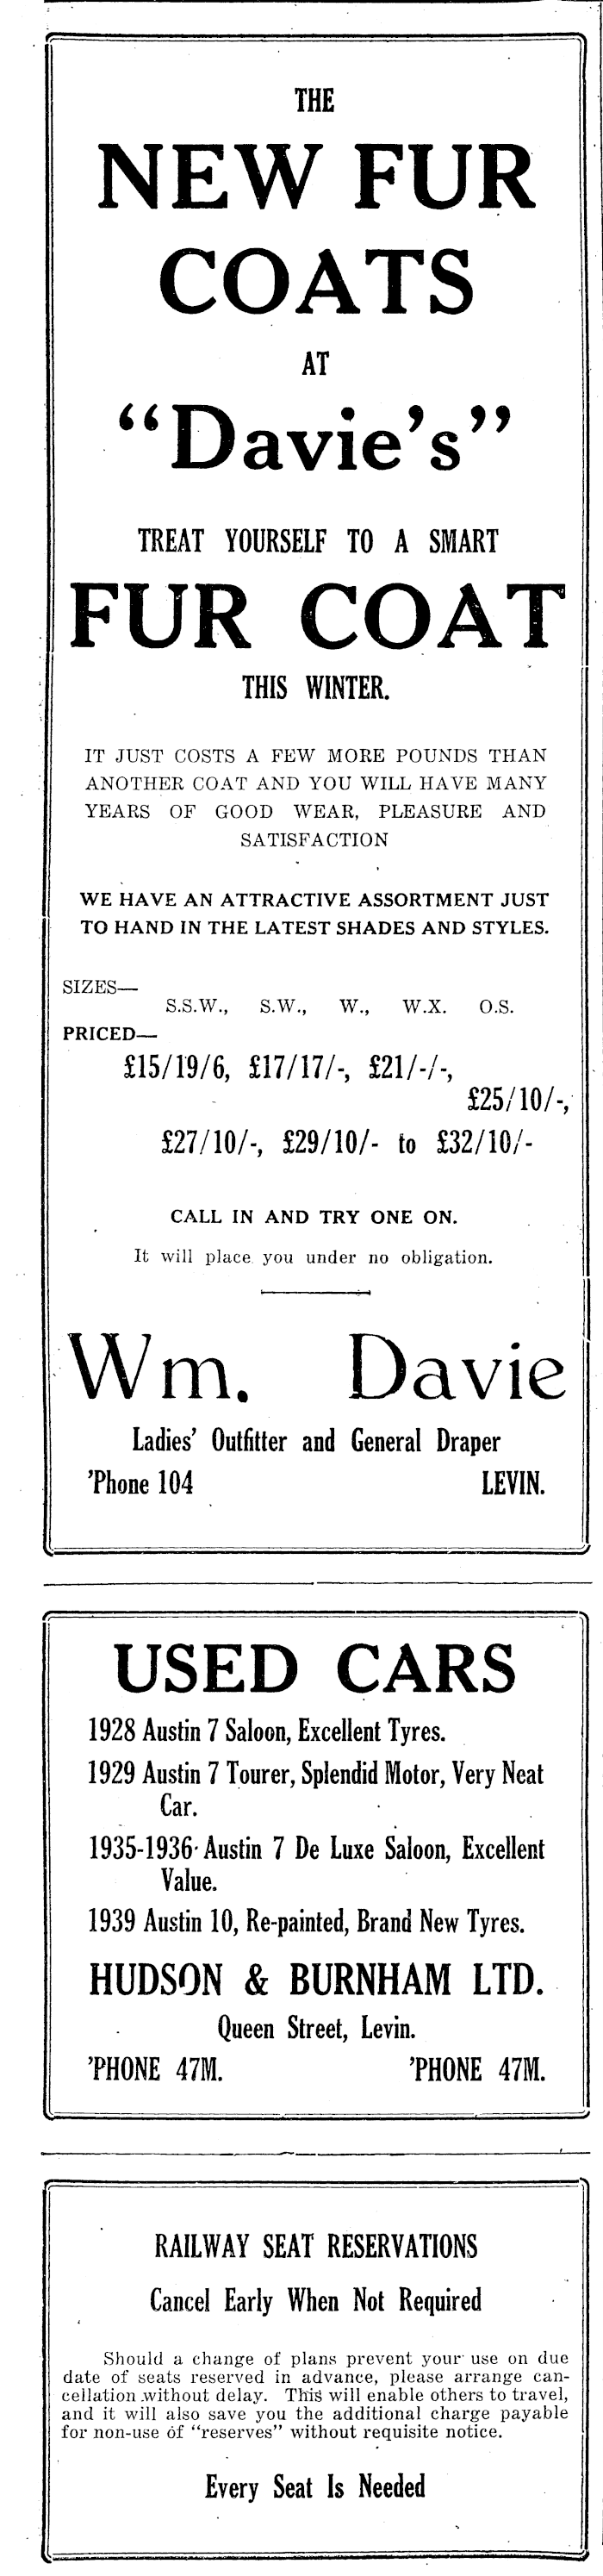 THE
NEW FUR
COATS
AT
“Davie’s”
TREAT YOURSELF TO A SMART
FUR COAT
THIS WINTER.
IT JUST COSTS A FEW MORE POUNDS THAN
ANOTHER COAT AND YOU WILL HAVE MANY
YEARS OF GOOD WEAR, PLEASURE AND
SATISFACTION
WE HAVE AN ATTRACTIVE ASSORTMENT JUST
TO HAND IN THE LATEST SHADES AND STYLES.
SIZES—
S.S.W., S.W., W., W.X. O.S.
PRICED—
£15/19/6, £17/17/-, £21/-/-,
£25/10/-,
£27/10/-, £29/10/- to £32/10/-
CALL IN AND TRY ONE ON.
It will place you under no obligation.
Wm. Davie
Ladies’ Outfitter and General Draper
’Phone 104 LEVIN.
USED CARS
1928 Austin 7 Saloon, Excellent Tyres.
1929 Austin 7 Tourer, Splendid Motor, Very Neat
Car.
1935-1936 Austin 7 De Luxe Saloon, Excellent
Value.
1939 Austin 10, Re-painted, Brand New Tyres.
HUDSON & BURNHAM LTD.
Queen Street, Levin.
’PHONE 47M. ’PHONE 47M.
RAILWAY SEAT RESERVATIONS
Cancel Early When Not Required
Should a change of plans prevent your use on due
date of seats reserved in advance, please arrange can-
cellation without delay. This will enable others to travel,
and it will also save you the additional charge payable
for non-use of “reserves” without requisite notice.
Every Seat Is Needed